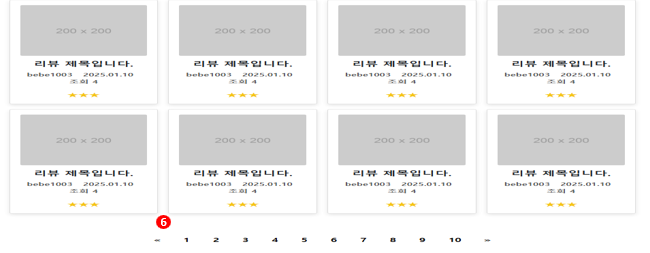 200 x 200 200 x 200 200 x 200 200 x 200
리뷰 제목입니다. 리뷰 제목입니다. 리뷰 제목입니다. 리뷰 제목입니다.
bebe1003 2025.01.10 bebe1003 2025.01.10 bebe1003 2025.01.10 bebe1003 2025.01.10
조회 4 조회 4 조회 4 조회 4
★★★ ★★★ ★★★ ★★★
200 x 200 200 x 200 200 x 200 200 x 200
리뷰 제목입니다. 리뷰 제목입니다. 리뷰 제목입니다. 리뷰 제목입니다.
bebe1003 2025.01.10 bebe1003 2025.01.10 bebe1003 2025.01.10 bebe1003 2025.01.10
조회 4 조회 4 조회 4 조회 4
★★★ ★★★ ★★★ ★★★
6
« 1 2 3 4 5 6 7 8 9 10 »